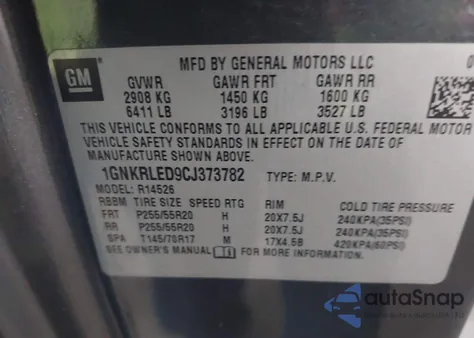 GM
MFD BY GENERAL MOTORS LLC 0
GVWR GAWR FRT GAWR RR
2908 KG 1450 KG 1600 KG
6411 LB 3196 LB 3527 LB
THIS VEHICLE CONFORMS TO ALL APPLICABLE U.S. FEDERAL
VEHICLE SAFETY STANDARDS IN EFFECT ON THE DATE OF
MANUFACTURE SHOWN ABOVE.
1GNKRLED9CJ373782 TYPE: M.P.V.
MODEL: R14526
RBBM TIRE SIZE SPEED RTG RIM COLD TIRE PRESSURE
FRT P255/55R20 H 20X7.5J 240KPA(35PSI)
RR P255/55R20 H 20X7.5J 240KPA(35PSI)
SPA T145/70R17 M 17X4.5B 420KPA(60PSI)
SEE OWNER'S MANUAL FOR MORE INFORMATION.
autoSnap
VEHICLE